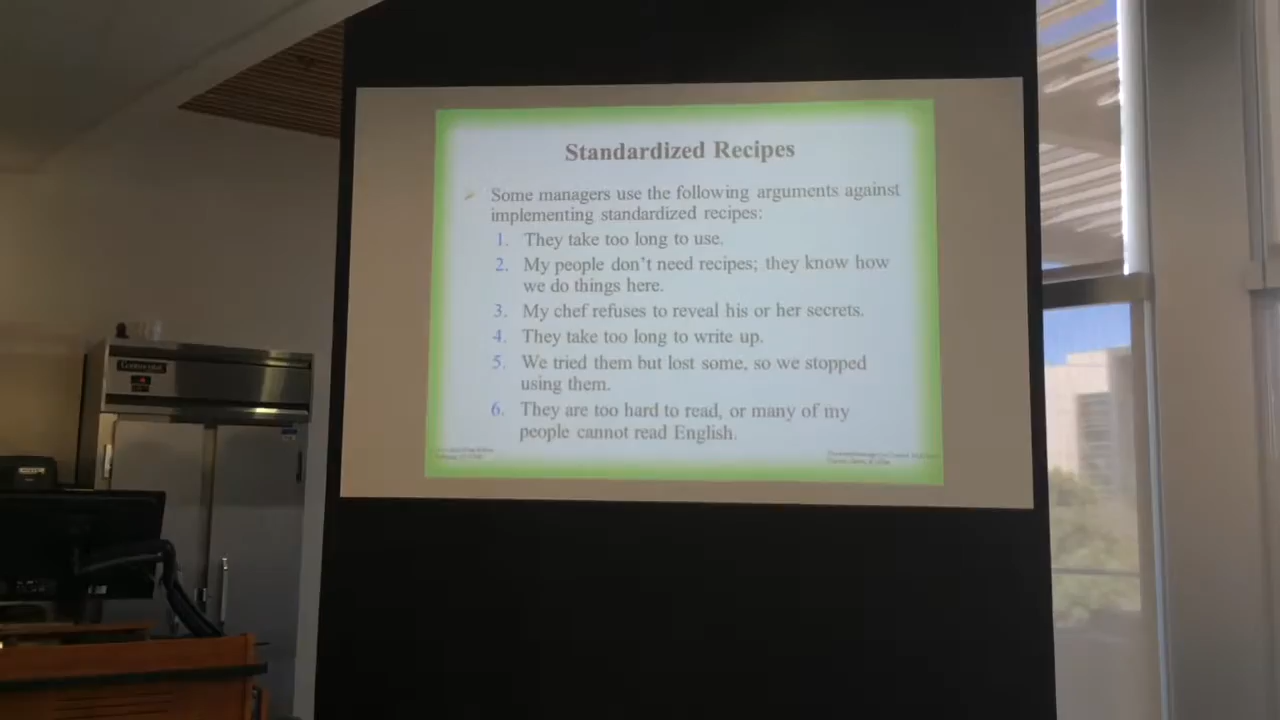 Standardized Recipes
Some managers use the following arguments against
implementing standardized recipes:
1. They take too long to use.
2. My people don't need recipes; they know how
we do things here.
3. My chef refuses to reveal his or her secrets.
4. They take too long to write up.
5. We tried them but lost some, so we stopped
using them.
6. They are too hard to read, or many of my
people cannot read English.